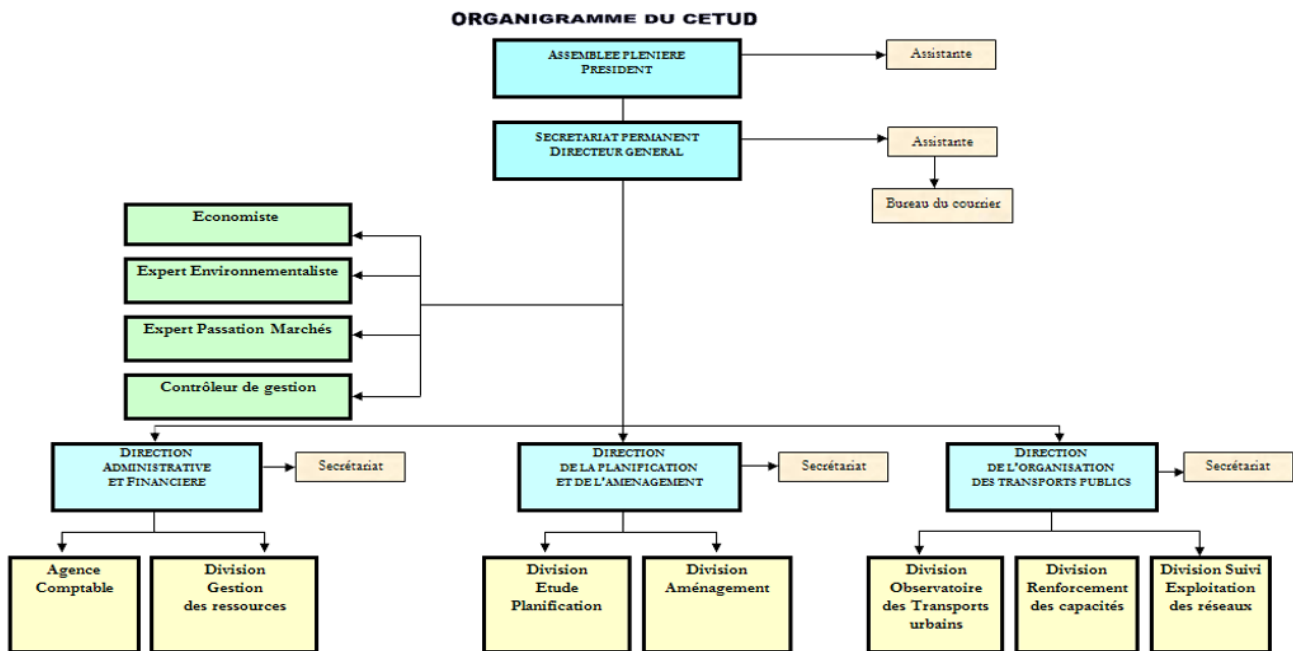 ORGANIGRAMME DU CETUD
ASSEMBLEE PLENIERE
PRESIDENT
Assistante
SECRETARIAT PERMANENT
DIRECTEUR GENERAL
Assistante
Bureau du courrier
Economiste
Expert Environnementaliste
Expert Passation Marchés
Contrôleur de gestion
DIRECTION
ADMINISTRATIVE
ET FINANCIERE
Secrétariat
DIRECTION
DE LA PLANIFICATION
ET DE L'AMENAGEMENT
Secrétariat
DIRECTION
DE L'ORGANISATION
DES TRANSPORTS PUBLICS
Secrétariat
Agence
Comptable
Division
Gestion
des ressources
Division
Etude
Planification
Division
Aménagement
Division
Observatoire
des Transports
urbains
Division
Renforcement
des capacités
Division Suivi
Exploitation
des réseaux